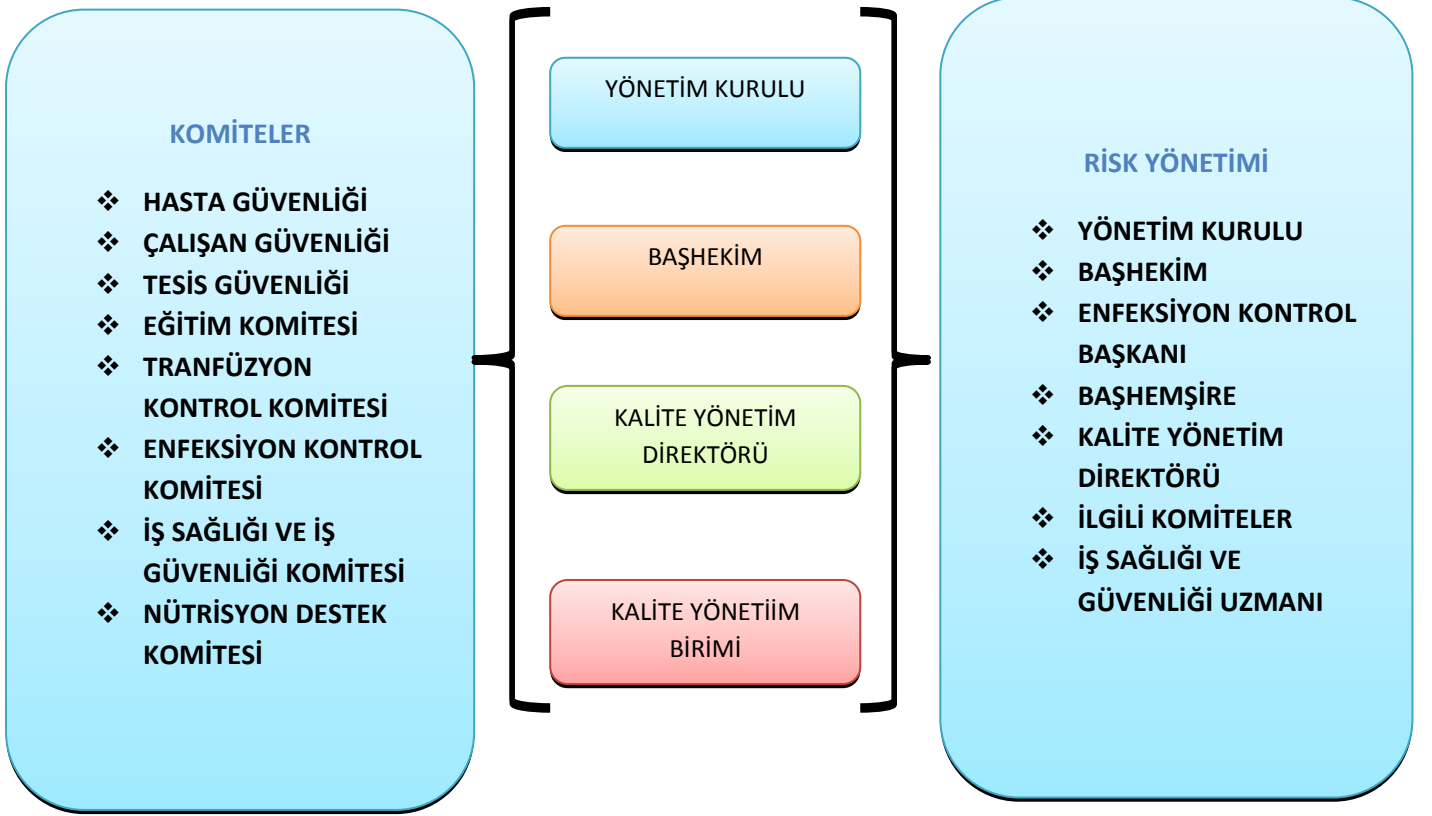 KOMİTELER
❖ HASTA GÜVENLİĞİ
❖ ÇALIŞAN GÜVENLİĞİ
❖ TESİS GÜVENLİĞİ
❖ EĞİTİM KOMİTESİ
❖ TRANFÜZYON
KONTROL KOMİTESİ
❖ ENFEKSİYON KONTROL
KOMİTESİ
❖ İŞ SAĞLIĞI VE İŞ
GÜVENLİĞİ KOMİTESİ
❖ NÜTRİSYON DESTEK
KOMİTESİ
YÖNETİM KURULU
BAŞHEKİM
KALİTE YÖNETİM
DİREKTÖRÜ
KALİTE YÖNETİİM
BİRİMİ
RİSK YÖNETİMİ
❖ YÖNETİM KURULU
❖ BAŞHEKİM
❖ ENFEKSİYON KONTROL
BAŞKANI
❖ BAŞHEMŞİRE
❖ KALİTE YÖNETİM
DİREKTÖRÜ
❖ İLGİLİ KOMİTELER
❖ İŞ SAĞLIĞI VE
GÜVENLİĞİ UZMANI